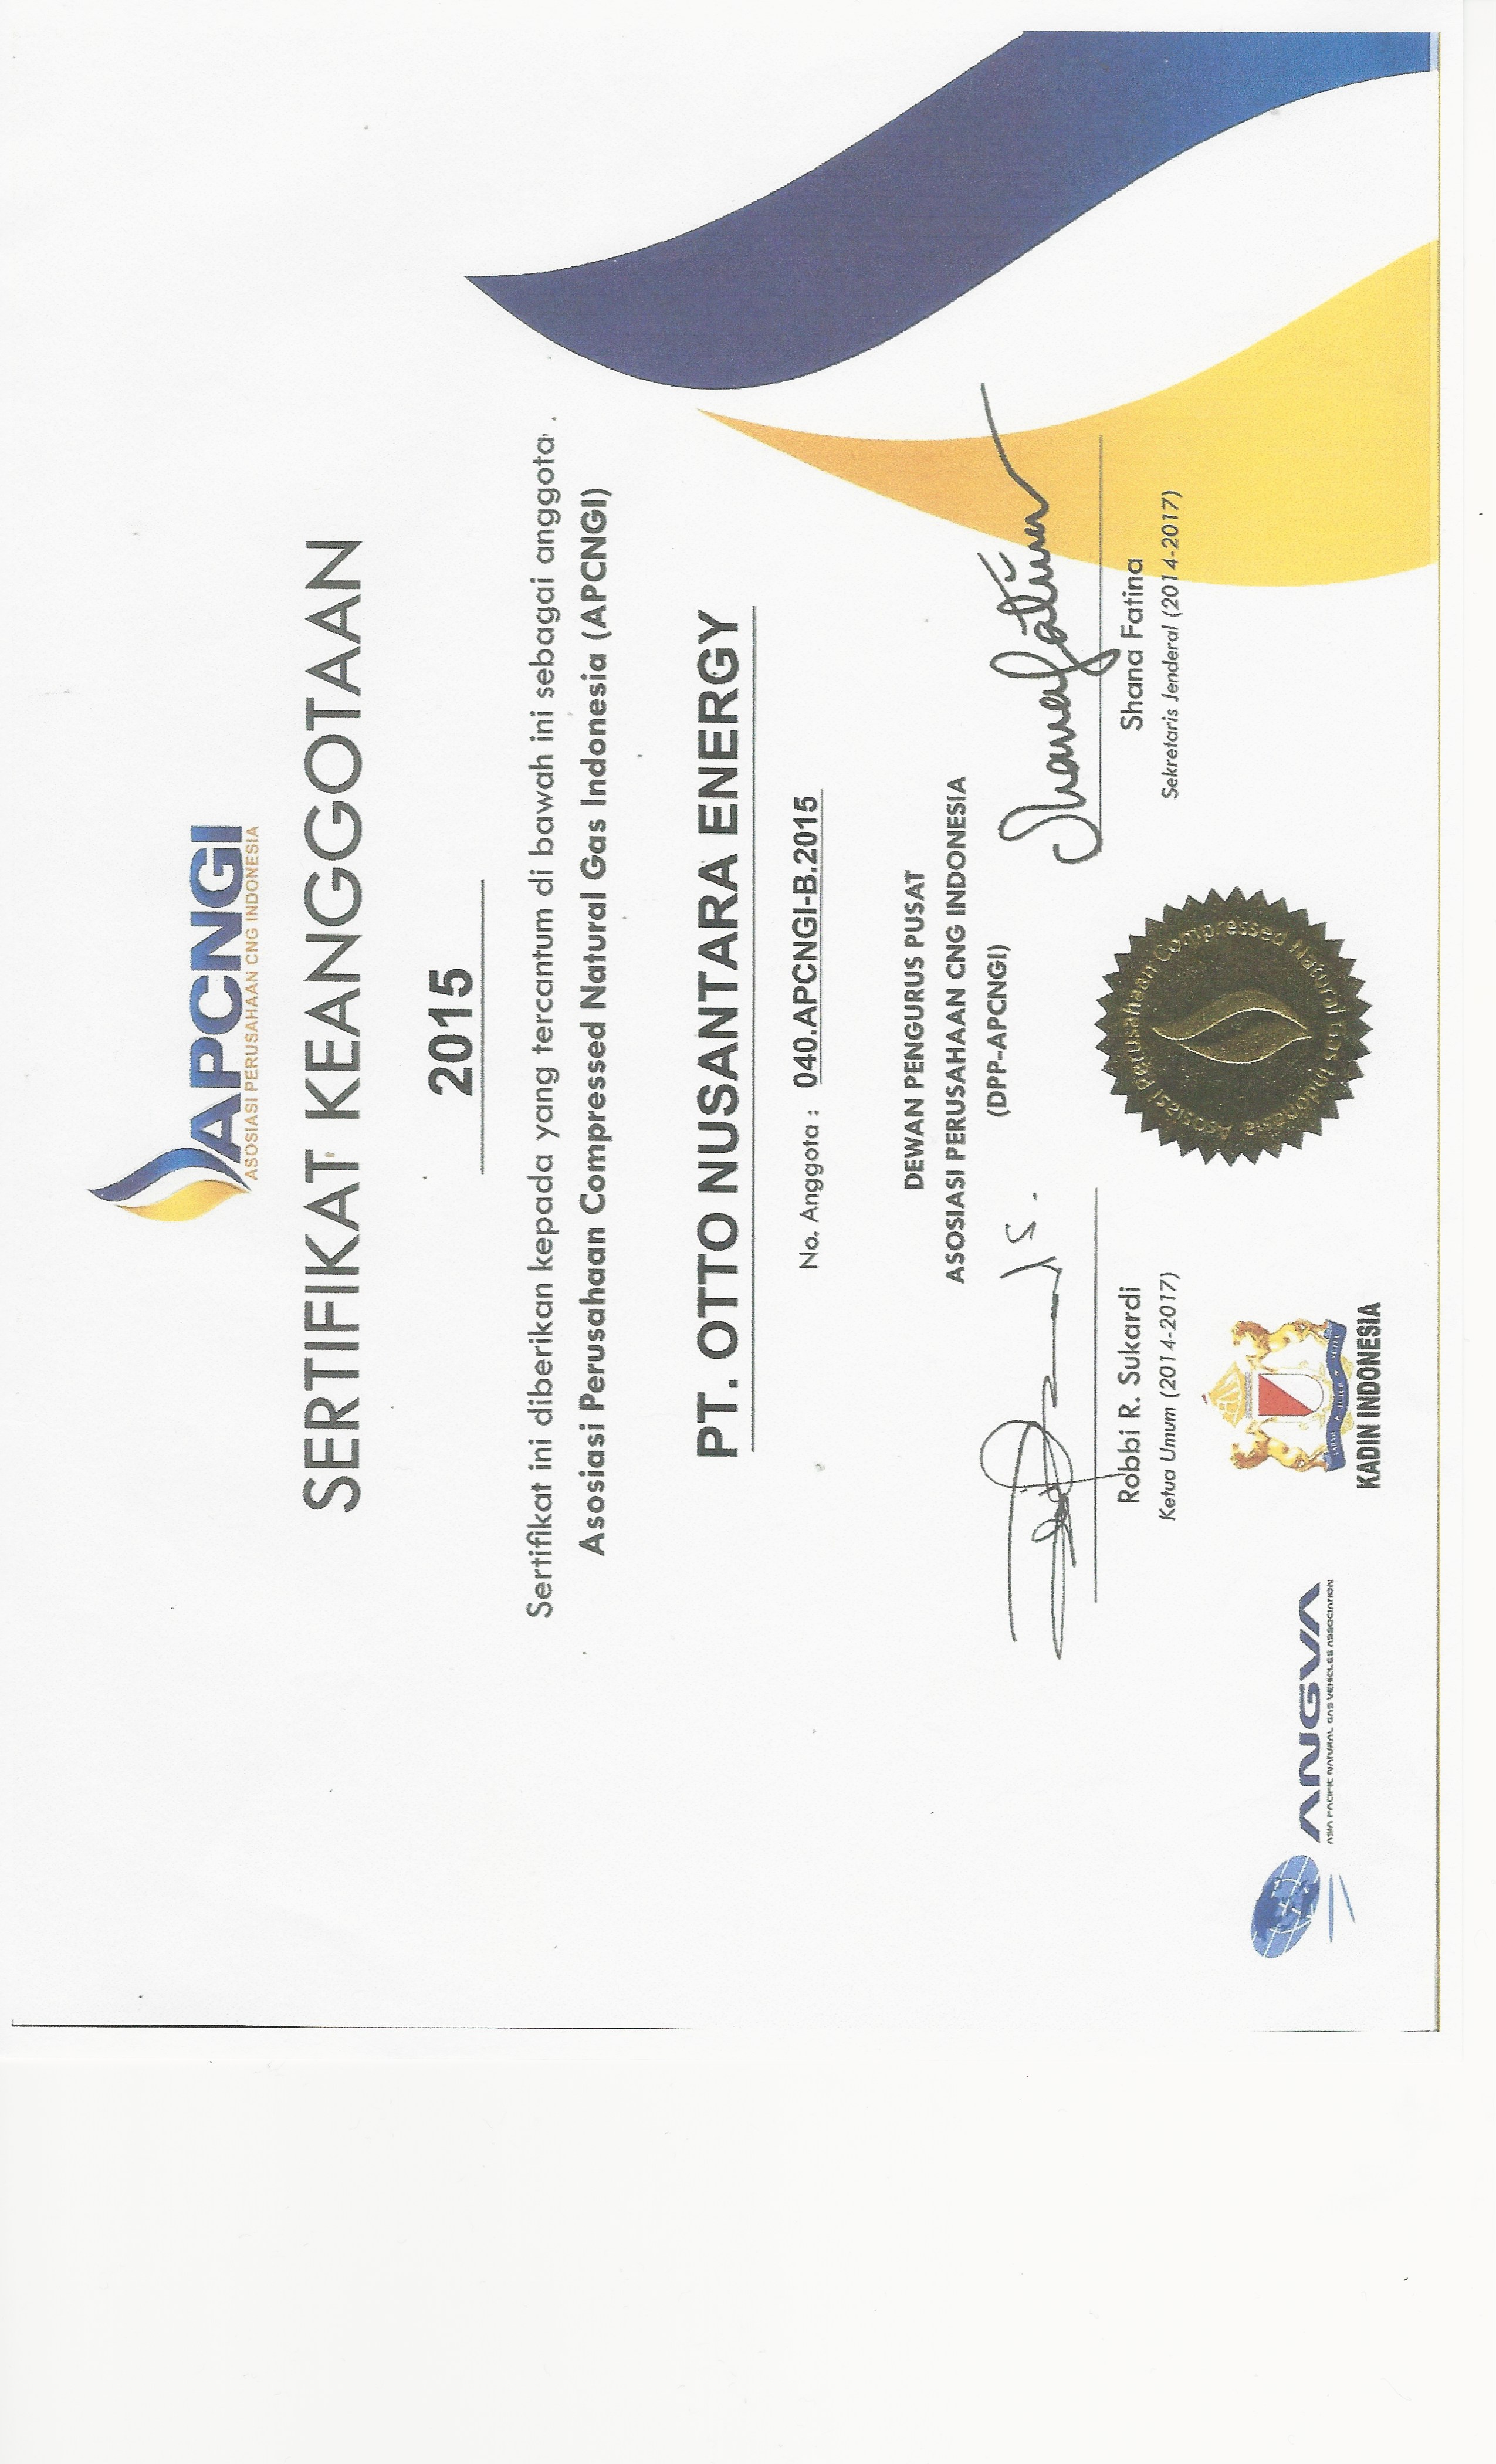 APCNGI
ASOSIASI PERUSAHAAN CNG INDONESIA
SERTIFIKAT KEANGGOTAAN
2015
Sertifikat ini diberikan kepada yang tercantum di bawah ini sebagai anggota .
Asosiasi Perusahaan Compressed Natural Gas Indonesia (APCNGI)
PT. OTTO NUSANTARA ENERGY
No. Anggota : 040.APCNGI-B.2015
DEWAN PENGURUS PUSAT
ASOSIASI PERUSAHAAN CNG INDONESIA
(DPP-APCNGI)
Shana Fatina
Robbi R. Sukardi
Ketua Umum (2014-2017)
Shana Fatina
Sekretaris Jenderal (2014-2017)
Asosiasi Perusahaan Compressed Natural Gas Indonesia
ANGVA
ASIA PACIFIC NATURAL GAS VEHICLES ASSOCIATION
KADIN INDONESIA